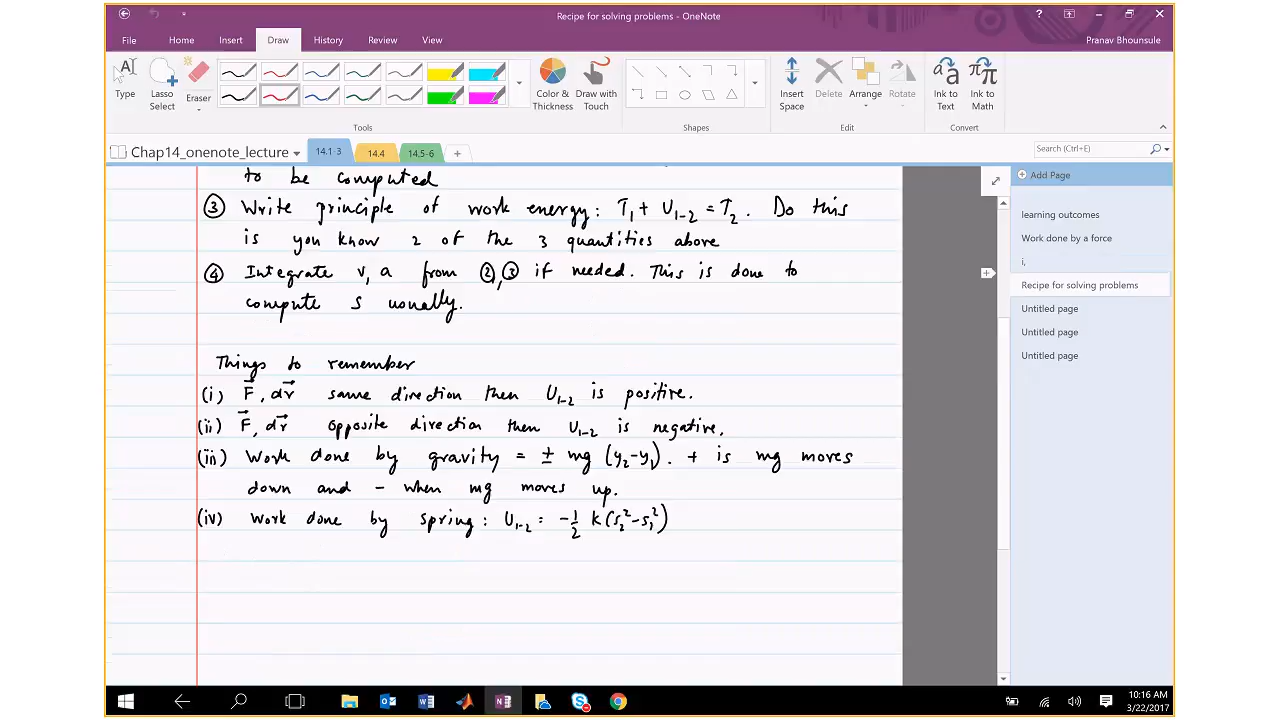 Recipe for solving problems - OneNote
?
File Home Insert Draw History Review View
Pranav Bhounsule
Type
Lasso Select
Eraser
Color & Thickness
Draw with Touch
Insert Space
Delete
Arrange
Rotate
Ink to Text
Ink to Math
Tools Shapes Edit Convert
Chap14_onenote_lecture 14.1-3 14.4 14.5-6 +
Search (Ctrl+E)
to be computed
③ Write principle of work energy: T₁ + U₁₋₂ = T₂. Do this
is you know 2 of the 3 quantities above
④ Integrate v, a from ②,③ if needed. This is done to
compute s usually.
Things to remember
(i) F⃗, dr⃗ same direction then U₁₋₂ is positive.
(ii) F⃗, dr⃗ opposite direction then U₁₋₂ is negative.
(iii) Work done by gravity = ± mg (y₂-y₁). + is mg moves
down and - when mg moves up.
(iv) Work done by spring: U₁₋₂ = -1/2 k(s₂²-s₁²)
Add Page
learning outcomes
Work done by a force
i,
Recipe for solving problems
Untitled page
Untitled page
Untitled page
10:16 AM
3/22/2017